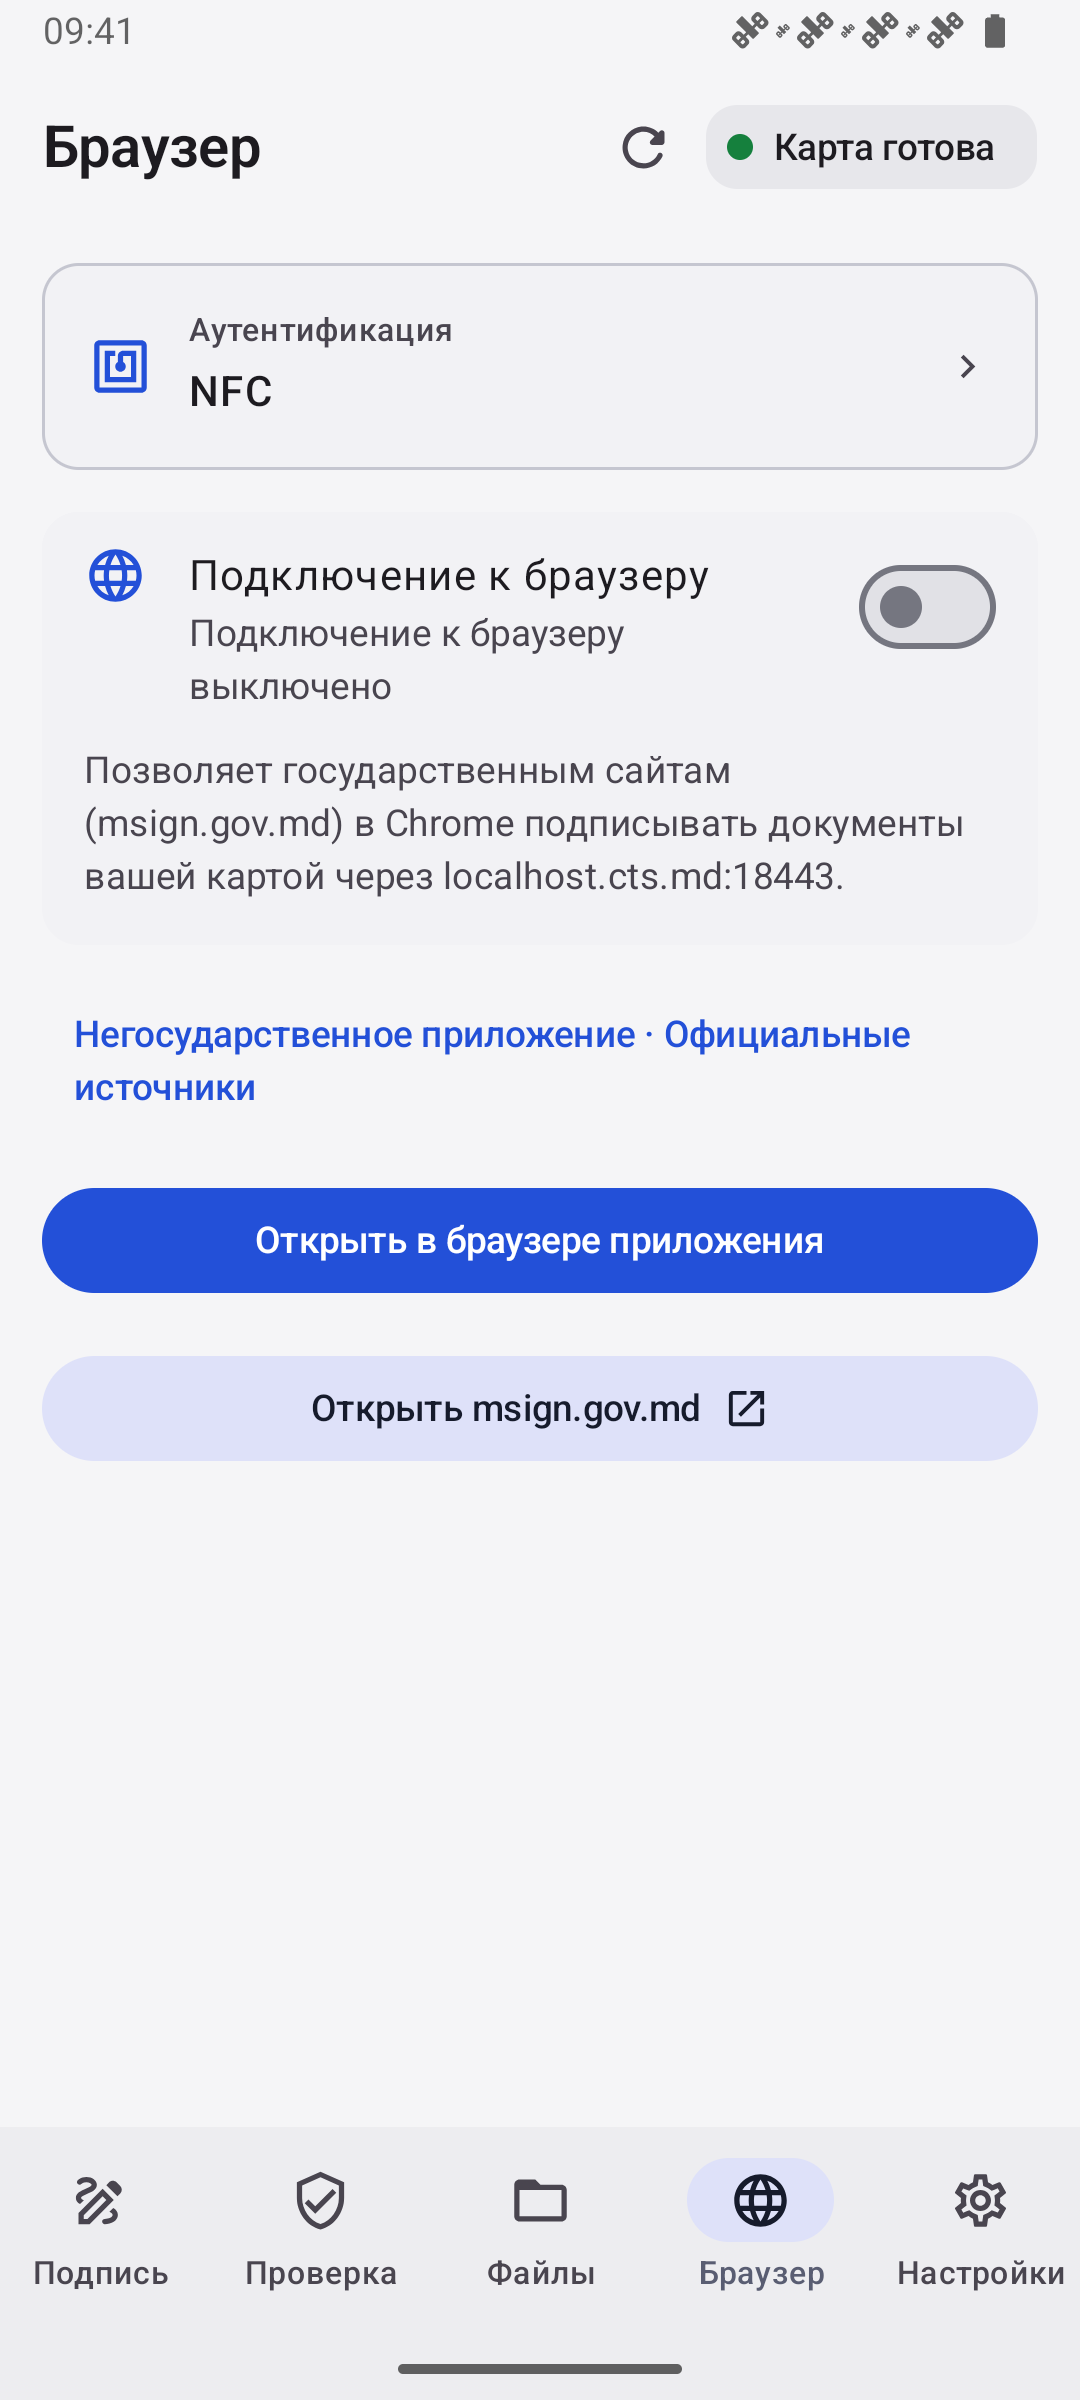 09:41
Браузер
Карта готова
Аутентификация
NFC
Подключение к браузеру
Подключение к браузеру
выключено
Позволяет государственным сайтам
(msign.gov.md) в Chrome подписывать документы
вашей картой через localhost.cts.md:18443.
Негосударственное приложение · Официальные
источники
Открыть в браузере приложения
Открыть msign.gov.md
Подпись
Проверка
Файлы
Браузер
Настройки